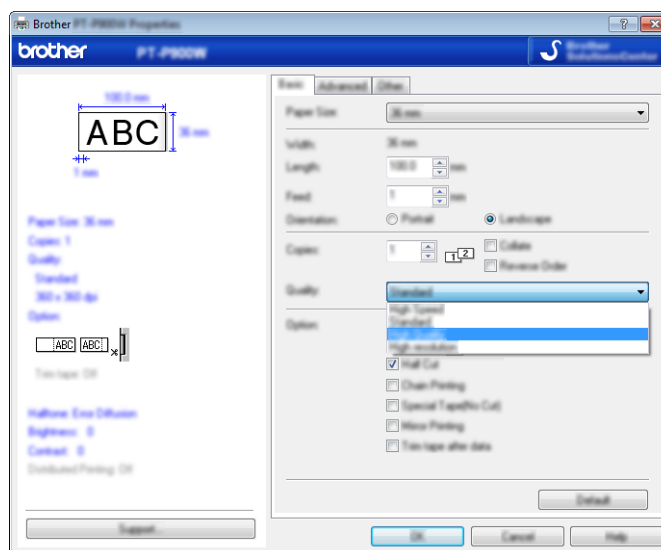 Brother PT-P900W Properties
brother PT-P900W
Brother
SolutionsCenter
Basic Advanced Other
100.0 mm
ABC
36 mm
1 mm
Paper Size: 36 mm
Width: 36 mm
Length: 100.0 mm
Feed: 1 mm
Orientation: Portrait Landscape
Copies: 1
1 2
Collate
Reverse Order
Quality: Standard
High Speed
Standard
High Quality
High resolution
Option:
Half Cut
Chain Printing
Special Tape(No Cut)
Mirror Printing
Trim tape after data
Paper Size: 36 mm
Copies: 1
Quality:
Standard
360 x 360 dpi
Option:
ABC ABC
Trim tape: Off
Halftone: Error Diffusion
Brightness: 0
Contrast: 0
Distributed Printing: Off
Default
Support...
OK Cancel Help